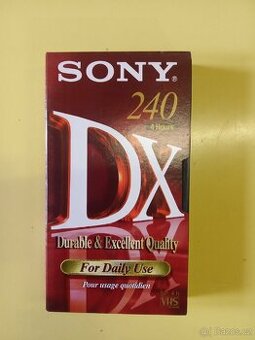 SONY®
240
4 Hours
DX
Durable & Excellent Quality
For Daily Use
Pour usage quotidien
VHS